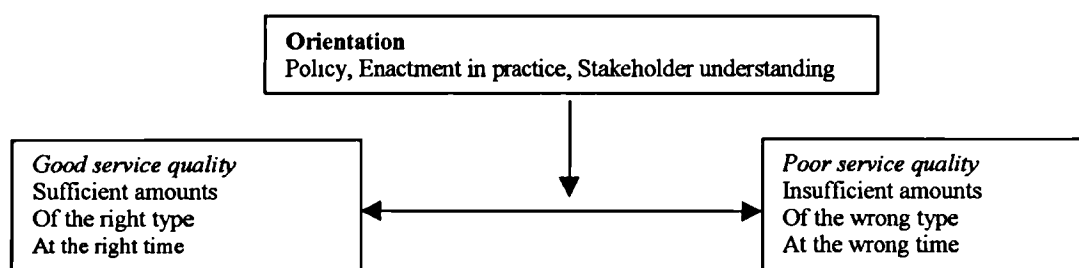 Orientation
Policy, Enactment in practice, Stakeholder understanding
Good service quality
Sufficient amounts
Of the right type
At the right time
Poor service quality
Insufficient amounts
Of the wrong type
At the wrong time